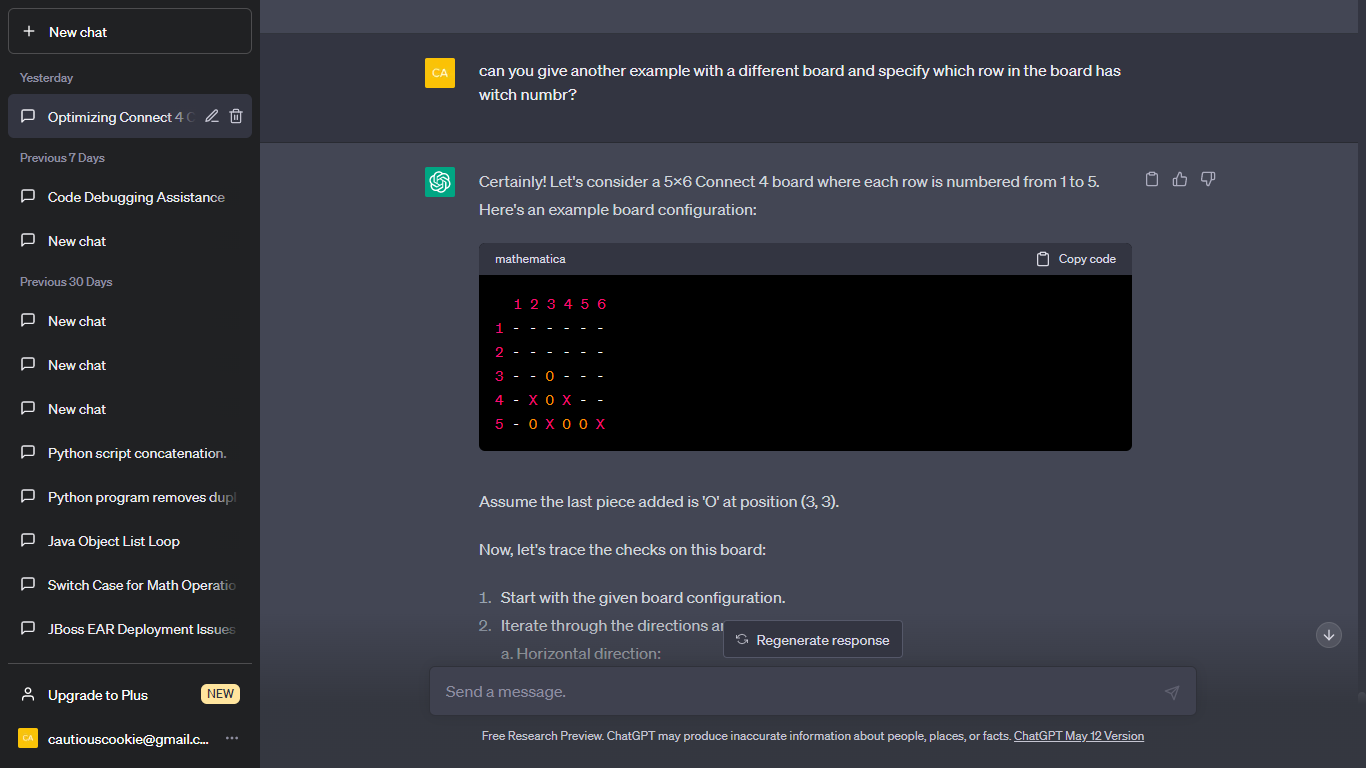 New chat
Yesterday
Optimizing Connect 4
Previous 7 Days
Code Debugging Assistance
New chat
Previous 30 Days
New chat
New chat
New chat
Python script concatenation.
Python program removes dupl
Java Object List Loop
Switch Case for Math Operatio
JBoss EAR Deployment Issues
Upgrade to Plus NEW
CA cautiouscookie@gmail.c... ...
CA
can you give another example with a different board and specify which row in the board has
witch numbr?
Certainly! Let's consider a 5×6 Connect 4 board where each row is numbered from 1 to 5.
Here's an example board configuration:
mathematica Copy code
1 2 3 4 5 6
1 - - - - - -
2 - - - - - -
3 - - O - - -
4 - X O X - -
5 - O X O O X
Assume the last piece added is 'O' at position (3, 3).
Now, let's trace the checks on this board:
1. Start with the given board configuration.
2. Iterate through the directions
a. Horizontal direction:
Regenerate response
Send a message.
Free Research Preview. ChatGPT may produce inaccurate information about people, places, or facts. ChatGPT May 12 Version